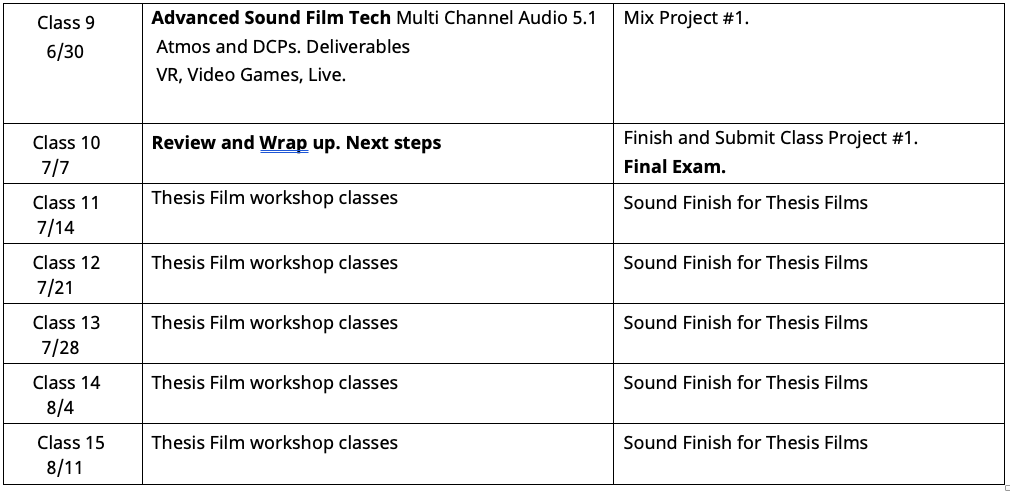 Class 9
6/30
Advanced Sound Film Tech Multi Channel Audio 5.1
Atmos and DCPs. Deliverables
VR, Video Games, Live.
Mix Project #1.
Class 10
7/7
Review and Wrap up. Next steps
Finish and Submit Class Project #1.
Final Exam.
Class 11
7/14
Thesis Film workshop classes
Sound Finish for Thesis Films
Class 12
7/21
Thesis Film workshop classes
Sound Finish for Thesis Films
Class 13
7/28
Thesis Film workshop classes
Sound Finish for Thesis Films
Class 14
8/4
Thesis Film workshop classes
Sound Finish for Thesis Films
Class 15
8/11
Thesis Film workshop classes
Sound Finish for Thesis Films